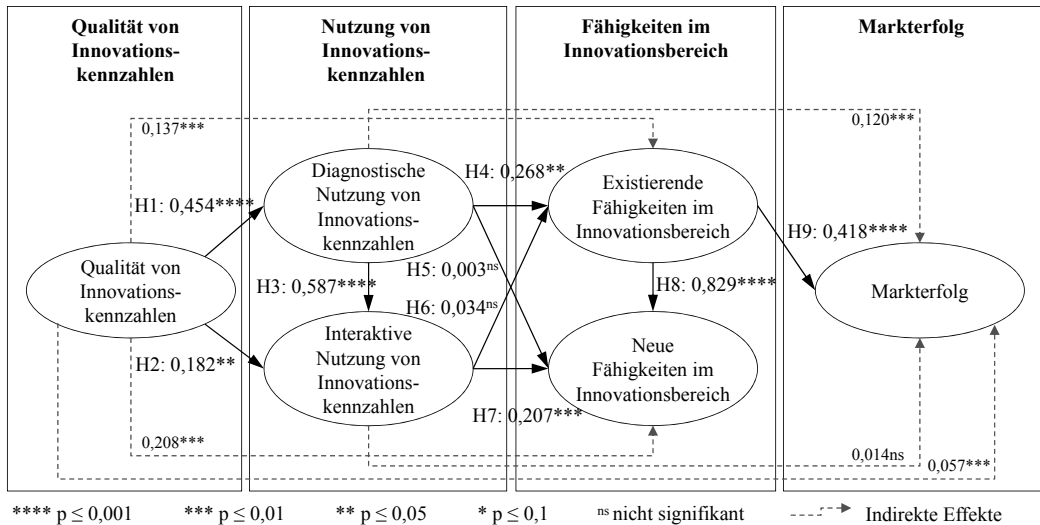 Qualität von
Innovations-
kennzahlen
Nutzung von
Innovations-
kennzahlen
Fähigkeiten im
Innovationsbereich
Markterfolg
0,137***
0,120***
H1: 0,454****
Diagnostische
Nutzung von
Innovations-
kennzahlen
H4: 0,268**
Existierende
Fähigkeiten im
Innovationsbereich
H9: 0,418****
Qualität von
Innovations-
kennzahlen
H3: 0,587****
H5: 0,003ns
H6: 0,034ns
H8: 0,829****
Markterfolg
H2: 0,182**
Interaktive
Nutzung von
Innovations-
kennzahlen
H7: 0,207***
Neue
Fähigkeiten im
Innovationsbereich
0,208***
0,014ns
0,057***
**** p ≤ 0,001 *** p ≤ 0,01 ** p ≤ 0,05 * p ≤ 0,1 ns nicht signifikant Indirekte Effekte